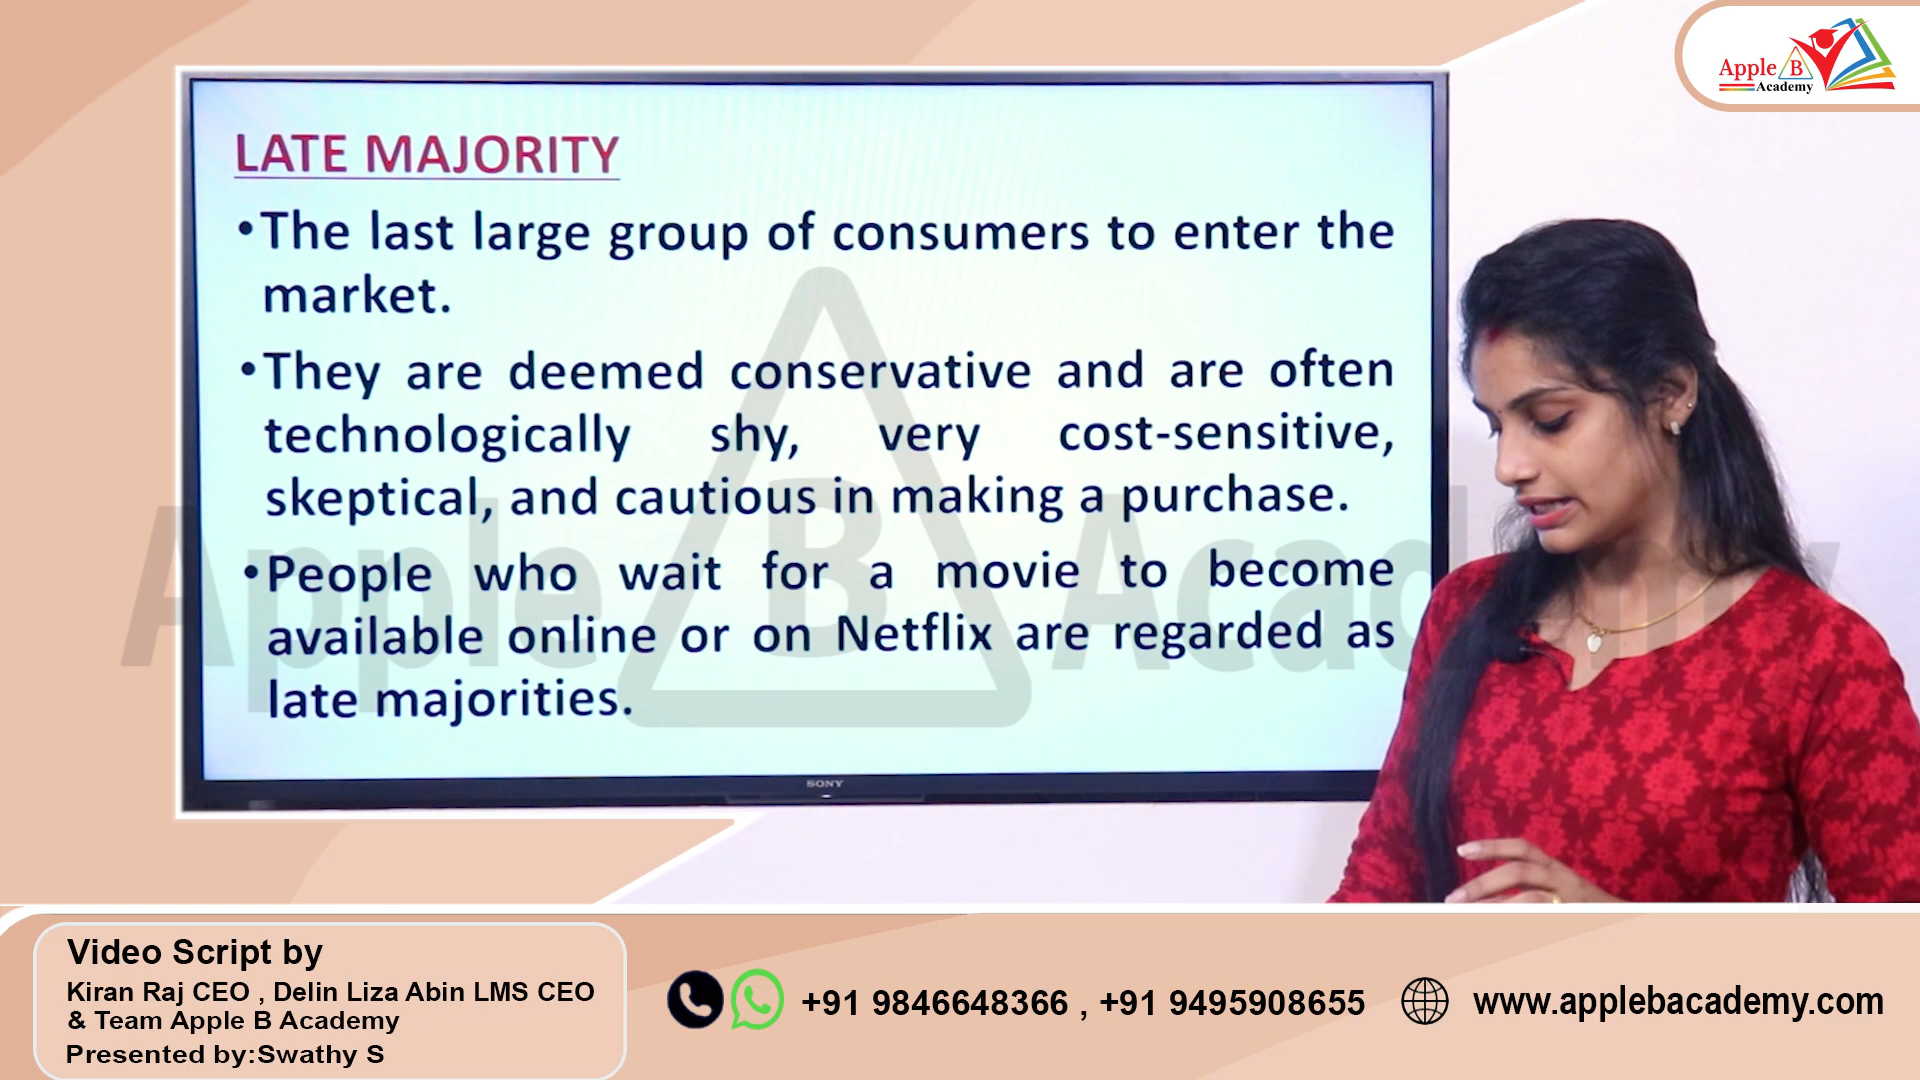 Apple B
Academy
LATE MAJORITY
•The last large group of consumers to enter the
market.
•They are deemed conservative and are often
technologically shy, very cost-sensitive,
skeptical, and cautious in making a purchase.
•People who wait for a movie to become
available online or on Netflix are regarded as
late majorities.
Apple B Academy
SONY
Video Script by
Kiran Raj CEO , Delin Liza Abin LMS CEO
& Team Apple B Academy
Presented by:Swathy S
+91 9846648366 , +91 9495908655
www.applebacademy.com